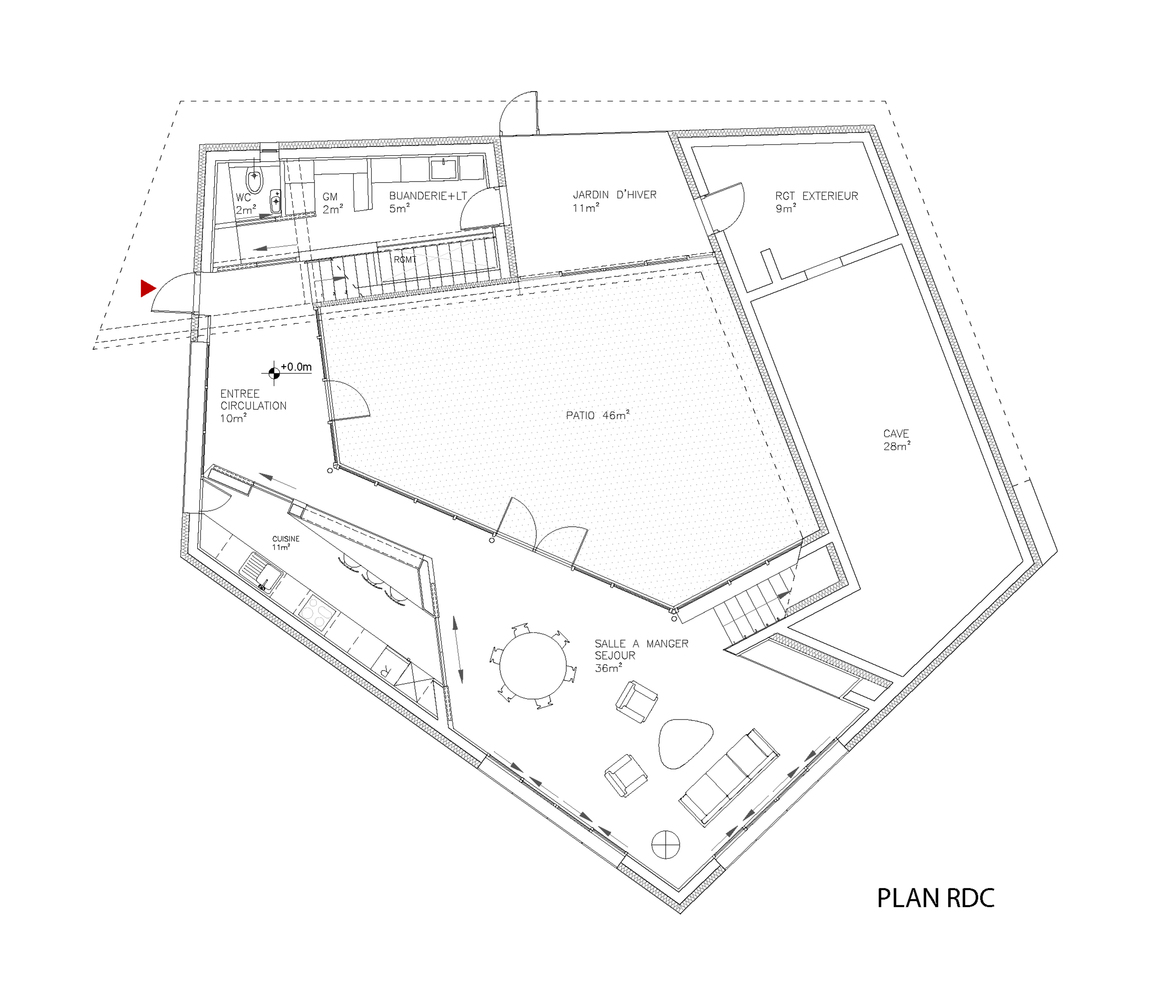 WC
2m²
GM
2m²
BUANDERIE+LT
5m²
JARDIN D'HIVER
11m²
RGT EXTERIEUR
9m²
RGMT
+0.0m
ENTREE
CIRCULATION
10m²
PATIO 46m²
CAVE
28m²
CUISINE
11m²
SALLE A MANGER
SEJOUR
36m²
R
PLAN RDC